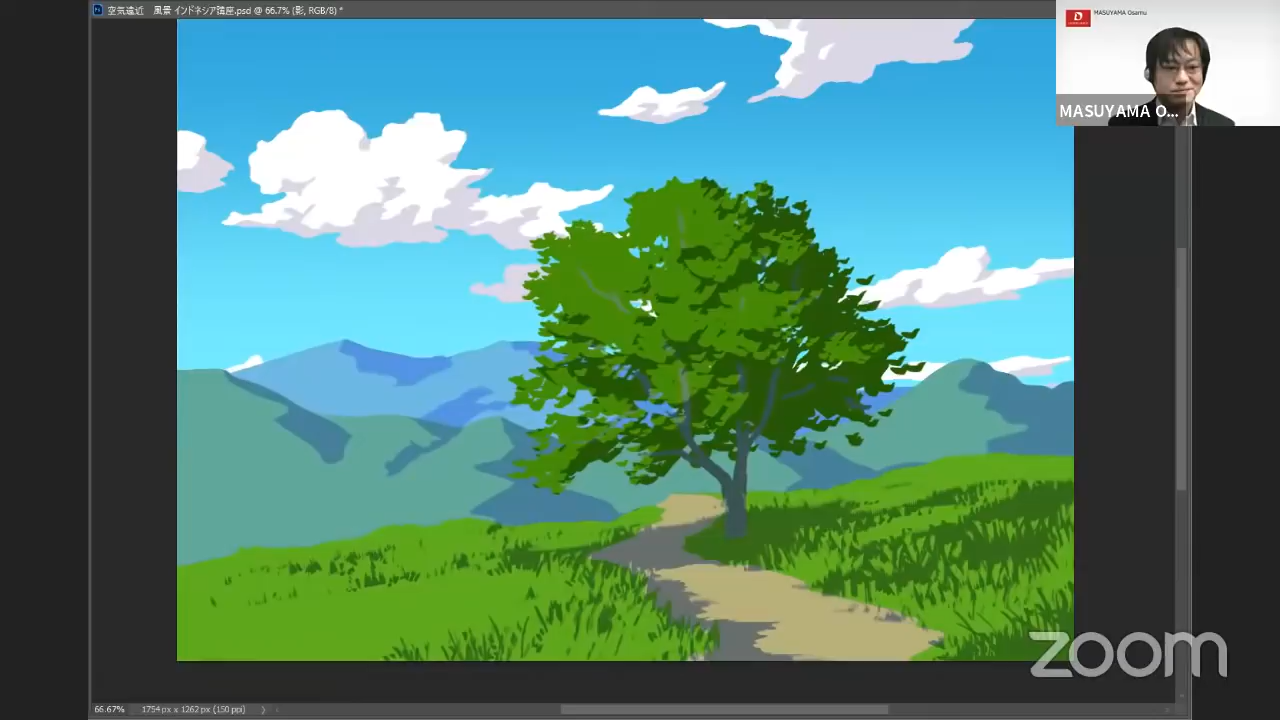 空気遠近 風景 インドネシア講座.psd @ 66.7% (影, RGB/8) *
MASUYAMA Osamu
MASUYAMA O...
zoom
66.67% 1754 px x 1262 px (150 ppi)